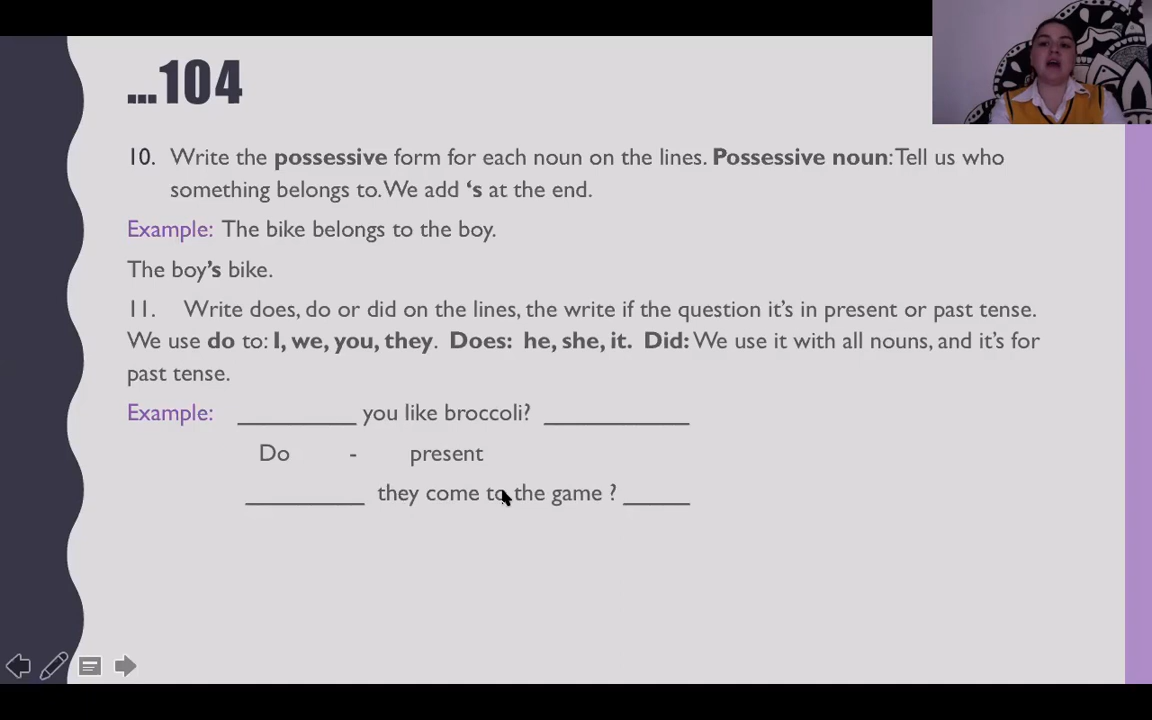 ...104
10. Write the possessive form for each noun on the lines. Possessive noun: Tell us who
something belongs to. We add ‘s at the end.
Example: The bike belongs to the boy.
The boy’s bike.
11. Write does, do or did on the lines, the write if the question it’s in present or past tense.
We use do to: I, we, you, they. Does: he, she, it. Did: We use it with all nouns, and it’s for
past tense.
Example: __________ you like broccoli? ____________
Do - present
__________ they come to the game ? _____